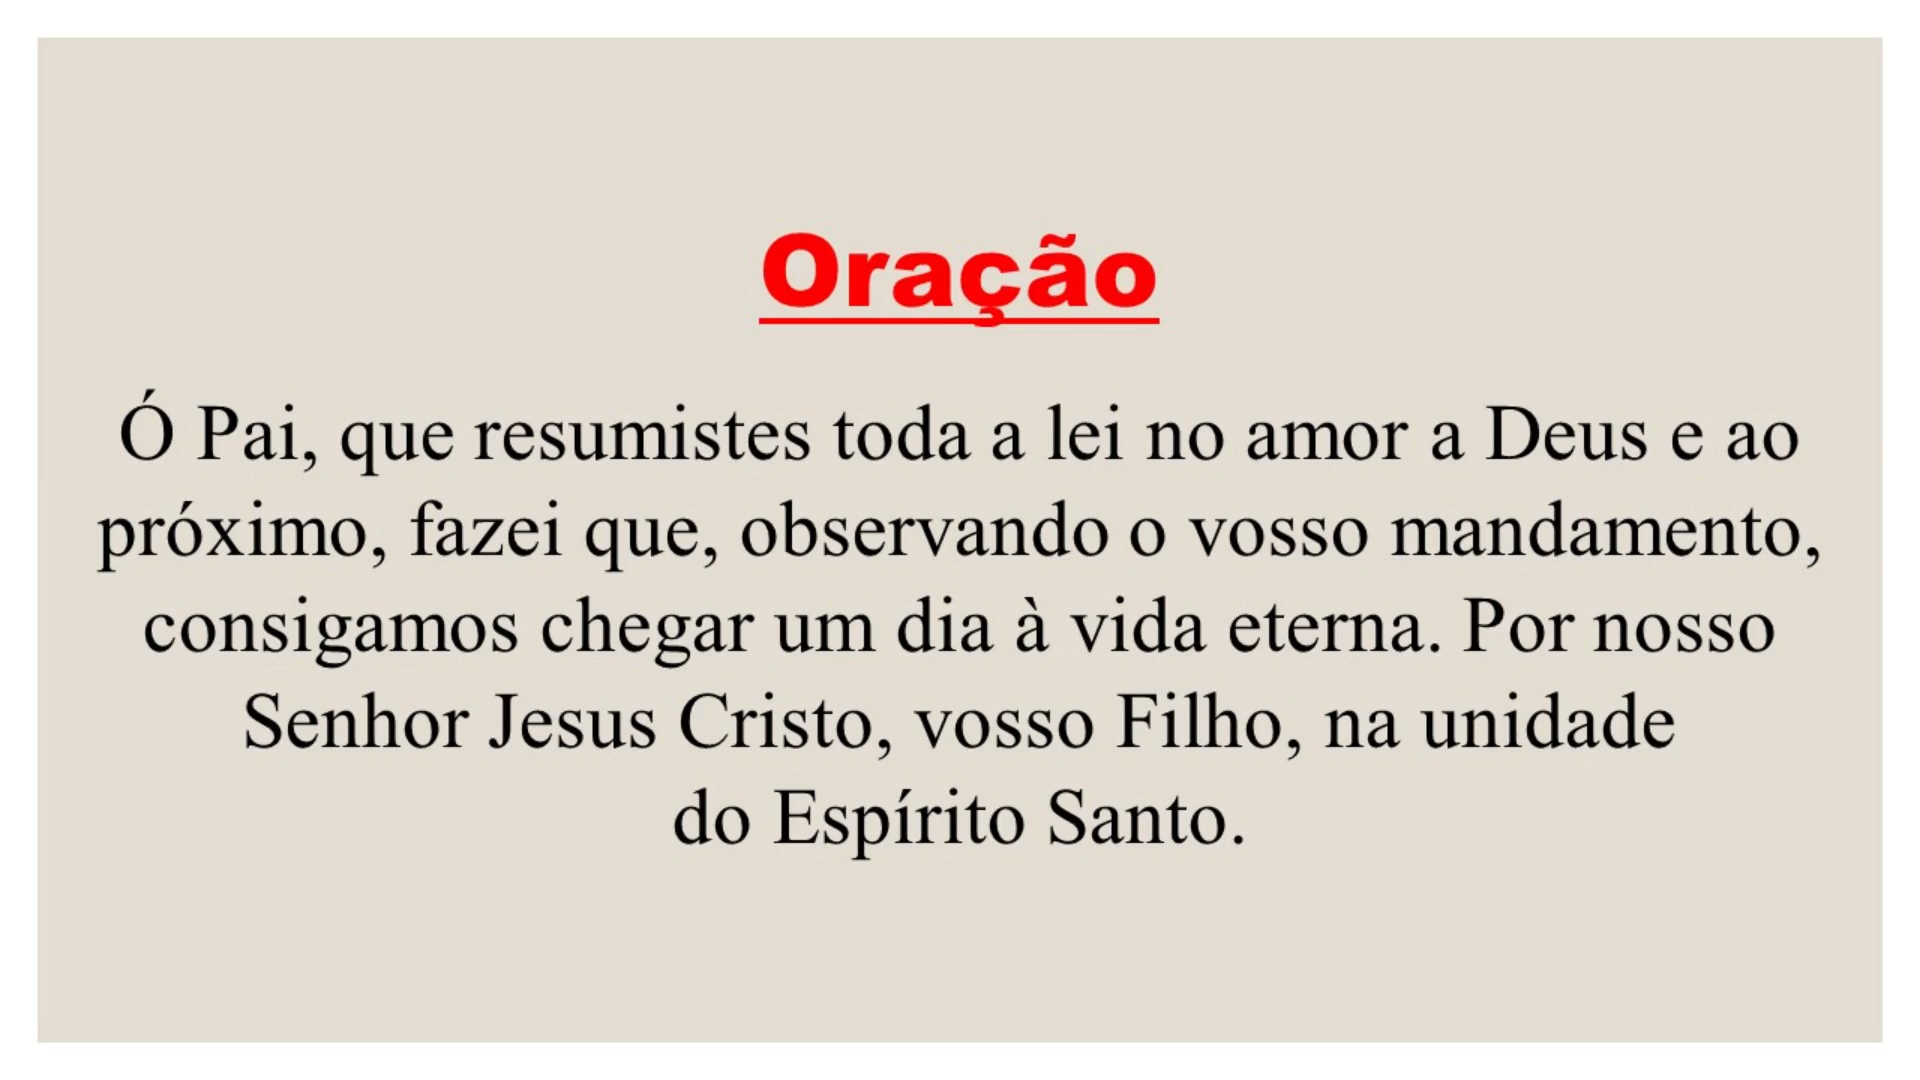 Oração
Ó Pai, que resumistes toda a lei no amor a Deus e ao
próximo, fazei que, observando o vosso mandamento,
consigamos chegar um dia à vida eterna. Por nosso
Senhor Jesus Cristo, vosso Filho, na unidade
do Espírito Santo.